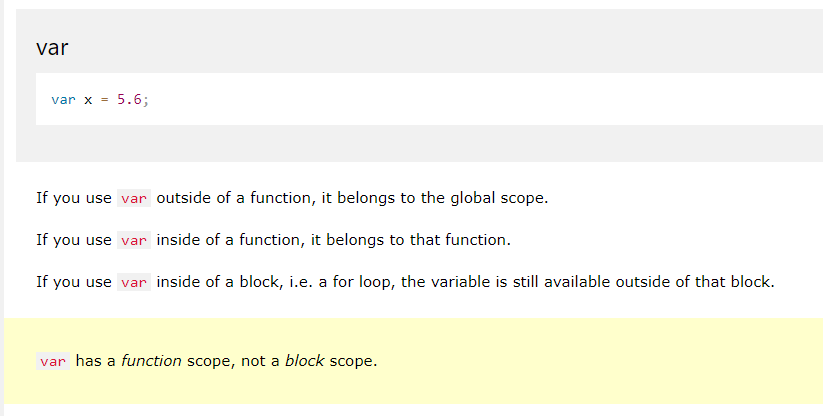 var
var x = 5.6;
If you use var outside of a function, it belongs to the global scope.
If you use var inside of a function, it belongs to that function.
If you use var inside of a block, i.e. a for loop, the variable is still available outside of that block.
var has a function scope, not a block scope.